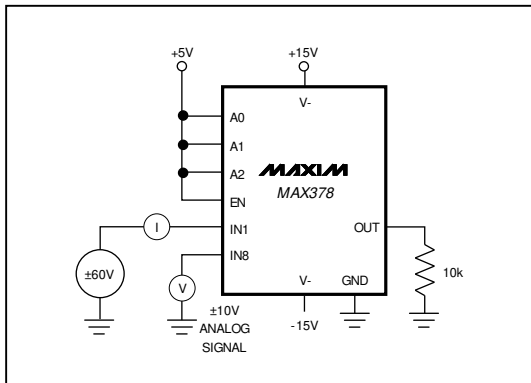 +5V
+15V
V-
A0
A1
A2
EN
MAXIM
MAX378
I
IN1
OUT
±60V
IN8
10k
V
±10V
ANALOG
SIGNAL
V-
GND
-15V